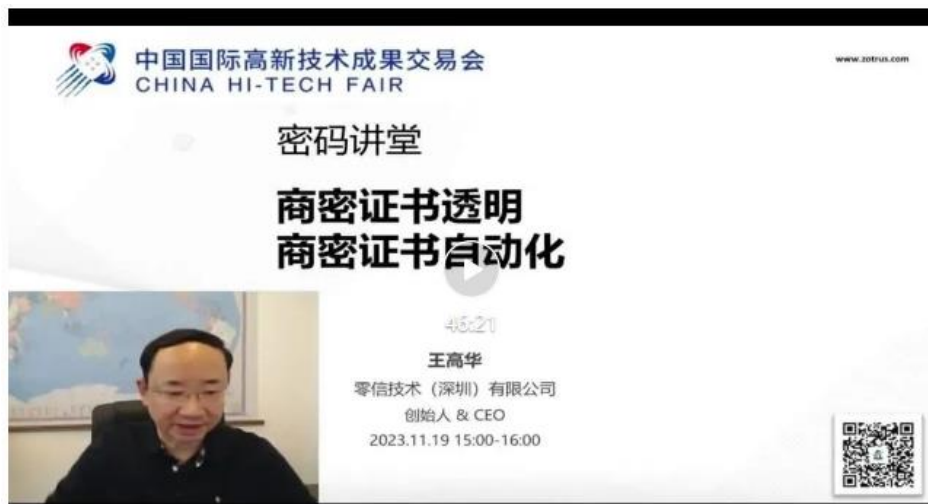 中国国际高新技术成果交易会
CHINA HI-TECH FAIR
www.zotrus.com
密码讲堂
商密证书透明
商密证书自动化
46:21
王高华
零信技术（深圳）有限公司
创始人 & CEO
2023.11.19 15:00-16:00